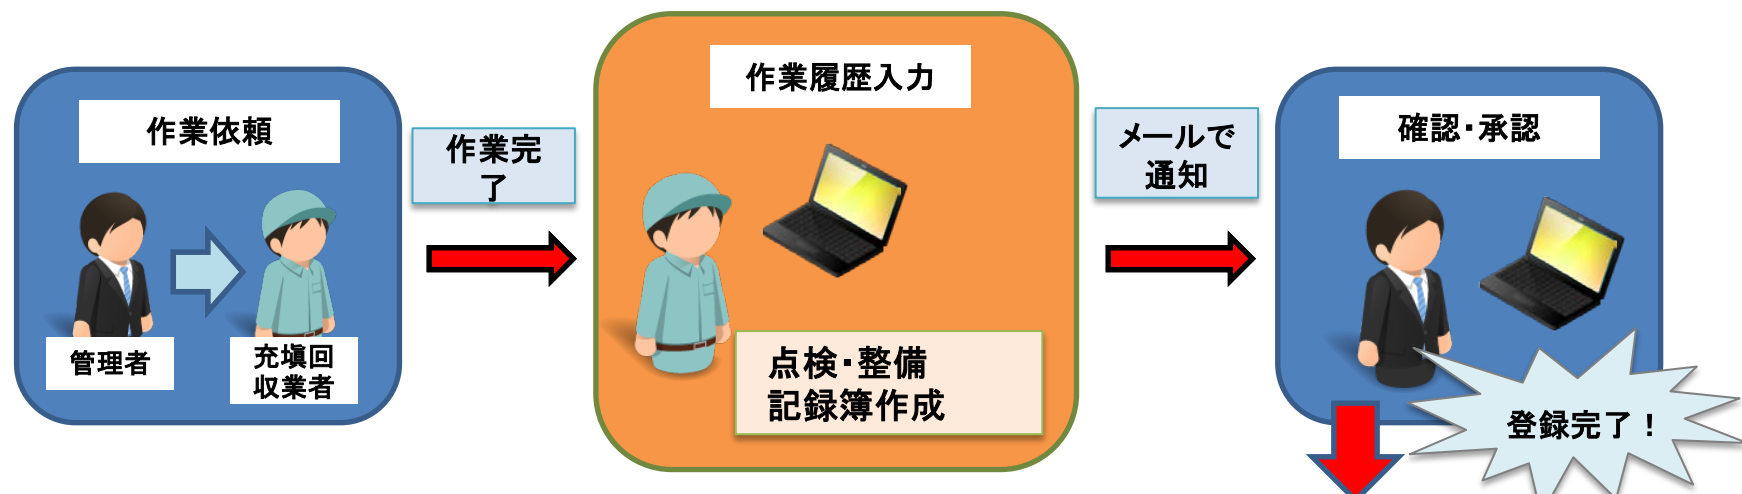 作業依頼
管理者
充塡回
収業者
作業完
了
作業履歴入力
点検・整備
記録簿作成
メールで
通知
確認・承認
登録完了！